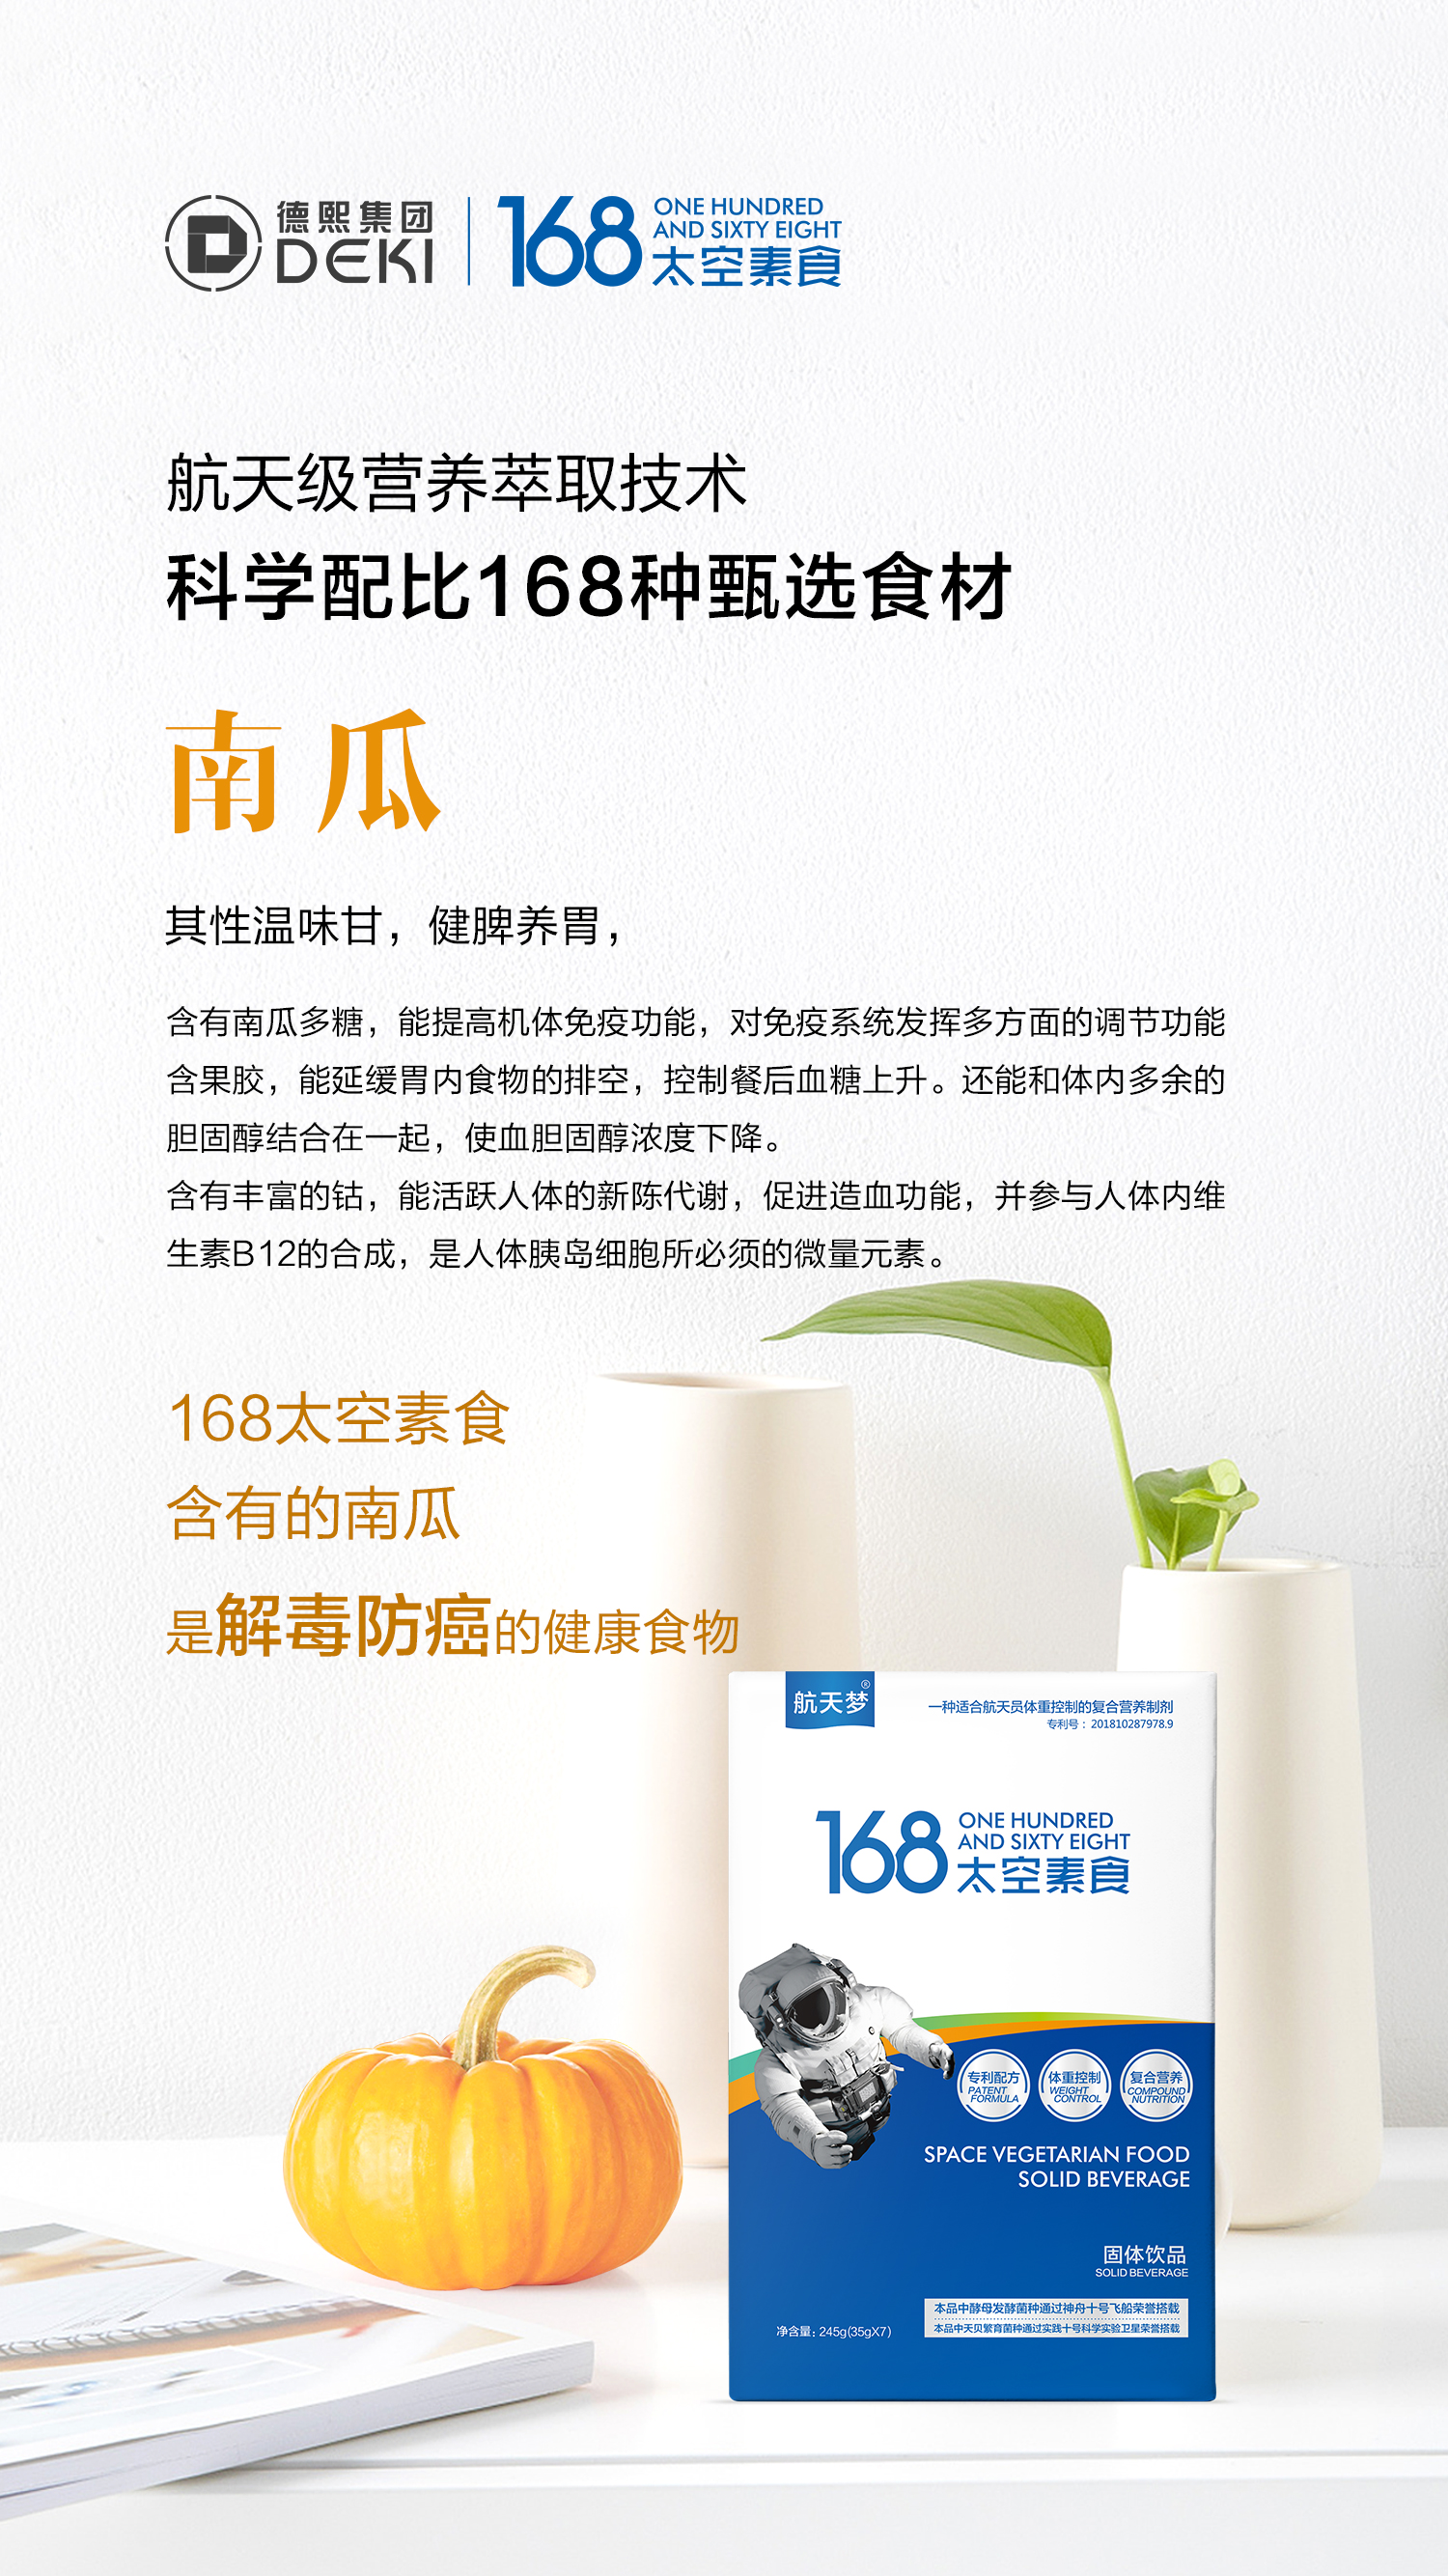 德熙集团
DEKI
168
ONE HUNDRED
AND SIXTY EIGHT
太空素食
航天级营养萃取技术
科学配比168种甄选食材
南瓜
其性温味甘，健脾养胃，
含有南瓜多糖，能提高机体免疫功能，对免疫系统发挥多方面的调节功能
含果胶，能延缓胃内食物的排空，控制餐后血糖上升。还能和体内多余的
胆固醇结合在一起，使血胆固醇浓度下降。
含有丰富的钴，能活跃人体的新陈代谢，促进造血功能，并参与人体内维
生素B12的合成，是人体胰岛细胞所必须的微量元素。
168太空素食
含有的南瓜
是解毒防癌的健康食物
航天梦®
一种适合航天员体重控制的复合营养制剂
专利号：201810287978.9
168
ONE HUNDRED
AND SIXTY EIGHT
太空素食
专利配方
PATENT
FORMULA
体重控制
WEIGHT
CONTROL
复合营养
COMPOUND
NUTRITION
SPACE VEGETARIAN FOOD
SOLID BEVERAGE
固体饮品
SOLID BEVERAGE
本品中酵母发酵菌种通过神舟十号飞船荣誉搭载
本品中天贝繁育菌种通过实践十号科学实验卫星荣誉搭载
净含量：245g(35gX7)